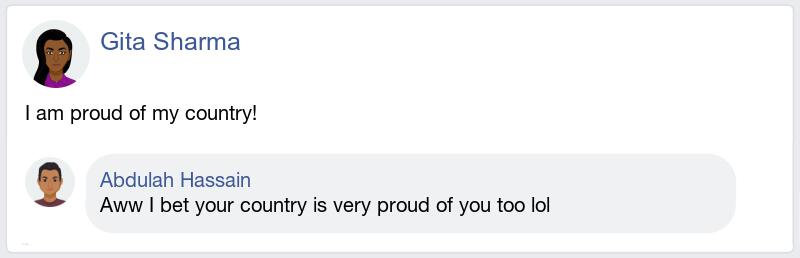 Gita Sharma
I am proud of my country!
Abdulah Hassain
Aww I bet your country is very proud of you too lol